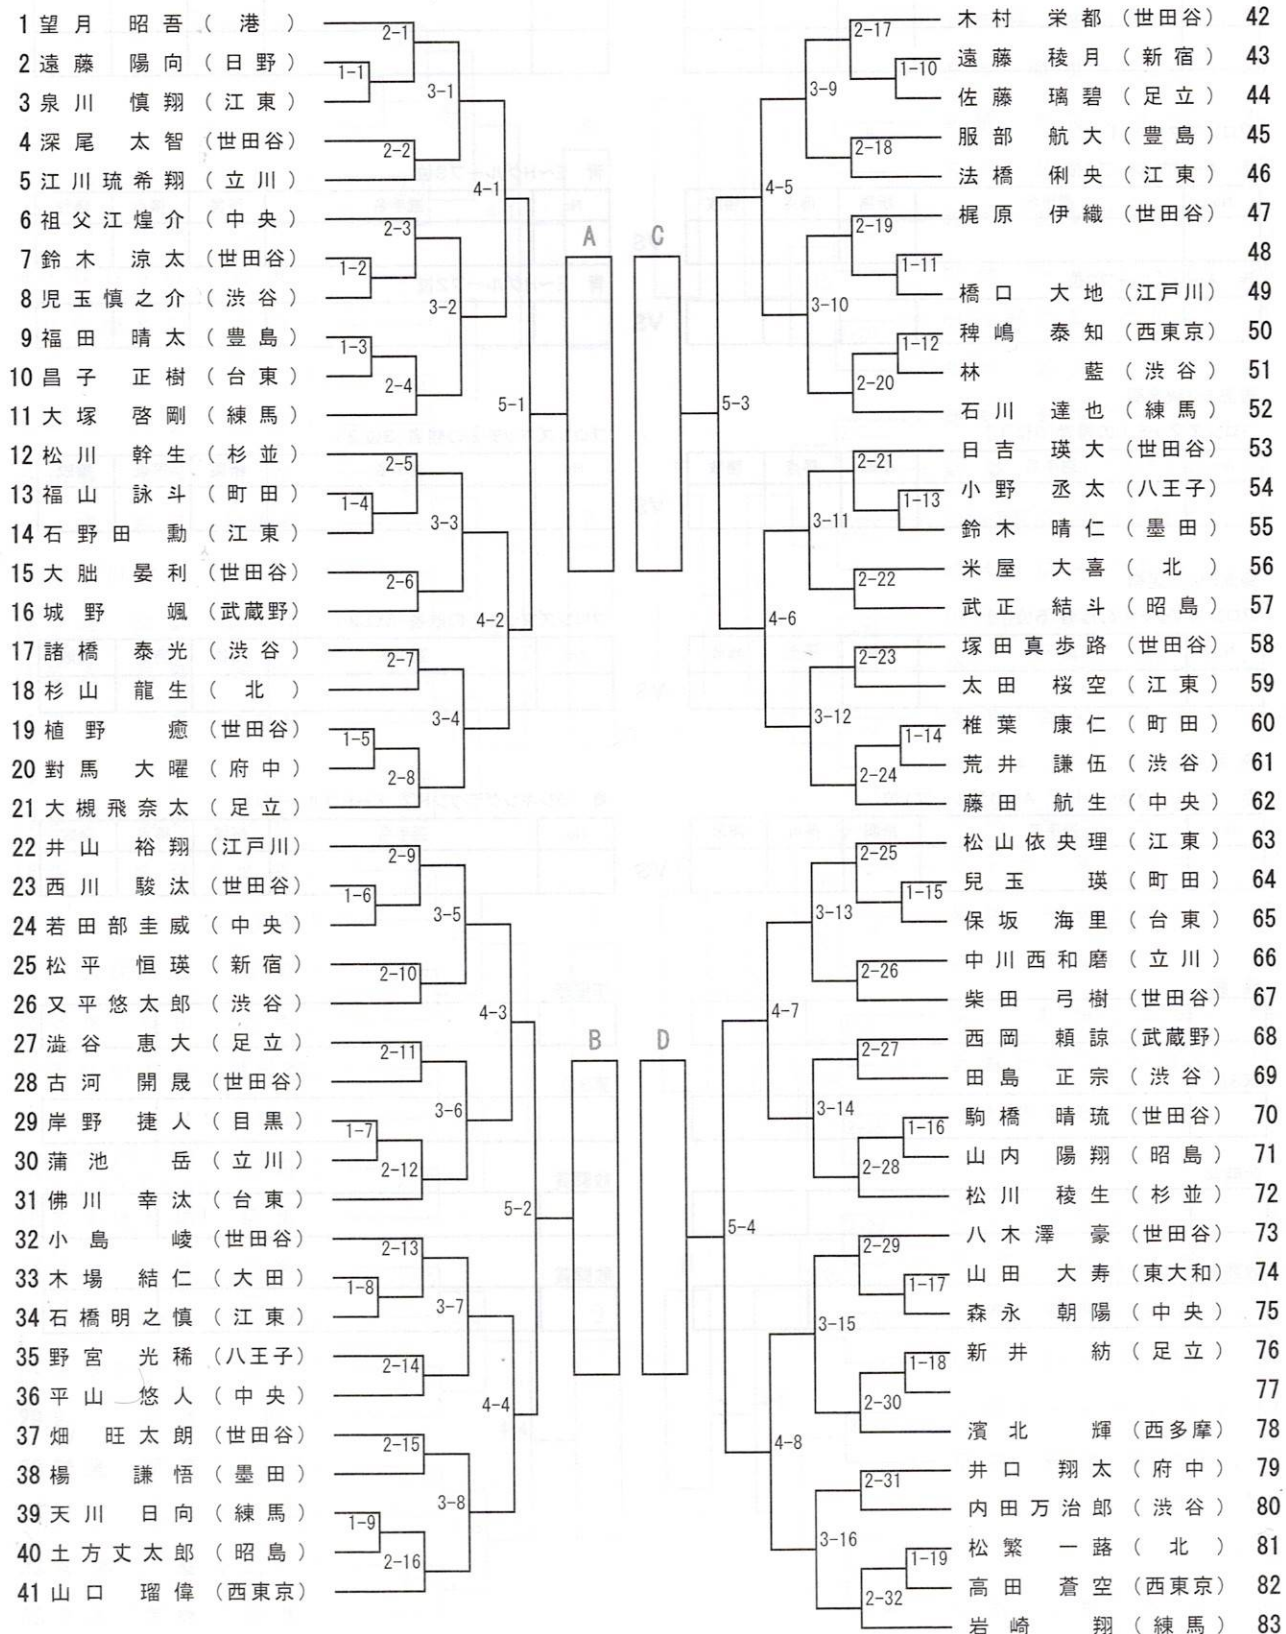 1 望月 昭吾 (港)
2 遠藤 陽向 (日野)
3 泉川 慎翔 (江東)
4 深尾 太智 (世田谷)
5 江川琉希翔 (立川)
6 祖父江煌介 (中央)
7 鈴木 涼太 (世田谷)
8 児玉慎之介 (渋谷)
9 福田 晴太 (豊島)
10 昌子 正樹 (台東)
11 大塚 啓剛 (練馬)
12 松川 幹生 (杉並)
13 福山 詠斗 (町田)
14 石野田 勳 (江東)
15 大朏 晏利 (世田谷)
16 城野 颯 (武蔵野)
17 諸橋 泰光 (渋谷)
18 杉山 龍生 (北)
19 植野 癒 (世田谷)
20 對馬 大曜 (府中)
21 大槻飛奈太 (足立)
22 井山 裕翔 (江戸川)
23 西川 駿汰 (世田谷)
24 若田部圭威 (中央)
25 松平 恒瑛 (新宿)
26 又平悠太郎 (渋谷)
27 澁谷 恵大 (足立)
28 古河 開晟 (世田谷)
29 岸野 捷人 (目黒)
30 蒲池 岳 (立川)
31 佛川 幸汰 (台東)
32 小島 崚 (世田谷)
33 木場 結仁 (大田)
34 石橋明之慎 (江東)
35 野宮 光稀 (八王子)
36 平山 悠人 (中央)
37 畑 旺太朗 (世田谷)
38 楊 謙悟 (墨田)
39 天川 日向 (練馬)
40 土方丈太郎 (昭島)
41 山口 瑠偉 (西東京)
1-1
1-2
1-3
1-4
1-5
1-6
1-7
1-8
1-9
2-1
2-2
2-3
2-4
2-5
2-6
2-7
2-8
2-9
2-10
2-11
2-12
2-13
2-14
2-15
2-16
3-1
3-2
3-3
3-4
3-5
3-6
3-7
3-8
4-1
4-2
4-3
4-4
5-1
5-2
A
B
C
D
5-3
5-4
4-5
4-6
4-7
4-8
3-9
3-10
3-11
3-12
3-13
3-14
3-15
3-16
2-17
2-18
2-19
2-20
2-21
2-22
2-23
2-24
2-25
2-26
2-27
2-28
2-29
2-30
2-31
2-32
1-10
1-11
1-12
1-13
1-14
1-15
1-16
1-17
1-18
1-19
木村 栄都 (世田谷) 42
遠藤 稜月 (新宿) 43
佐藤 璃碧 (足立) 44
服部 航大 (豊島) 45
法橋 俐央 (江東) 46
梶原 伊織 (世田谷) 47
48
橋口 大地 (江戸川) 49
稗嶋 泰知 (西東京) 50
林 藍 (渋谷) 51
石川 達也 (練馬) 52
日吉 瑛大 (世田谷) 53
小野 丞太 (八王子) 54
鈴木 晴仁 (墨田) 55
米屋 大喜 (北) 56
武正 結斗 (昭島) 57
塚田真歩路 (世田谷) 58
太田 桜空 (江東) 59
椎葉 康仁 (町田) 60
荒井 謙伍 (渋谷) 61
藤田 航生 (中央) 62
松山依央理 (江東) 63
兒玉 瑛 (町田) 64
保坂 海里 (台東) 65
中川西和磨 (立川) 66
柴田 弓樹 (世田谷) 67
西岡 頼諒 (武蔵野) 68
田島 正宗 (渋谷) 69
駒橋 晴琉 (世田谷) 70
山内 陽翔 (昭島) 71
松川 稜生 (杉並) 72
八木澤 豪 (世田谷) 73
山田 大寿 (東大和) 74
森永 朝陽 (中央) 75
新井 紡 (足立) 76
77
濱北 輝 (西多摩) 78
井口 翔太 (府中) 79
内田万治郎 (渋谷) 80
松繁 一蕗 (北) 81
高田 蒼空 (西東京) 82
岩崎 翔 (練馬) 83